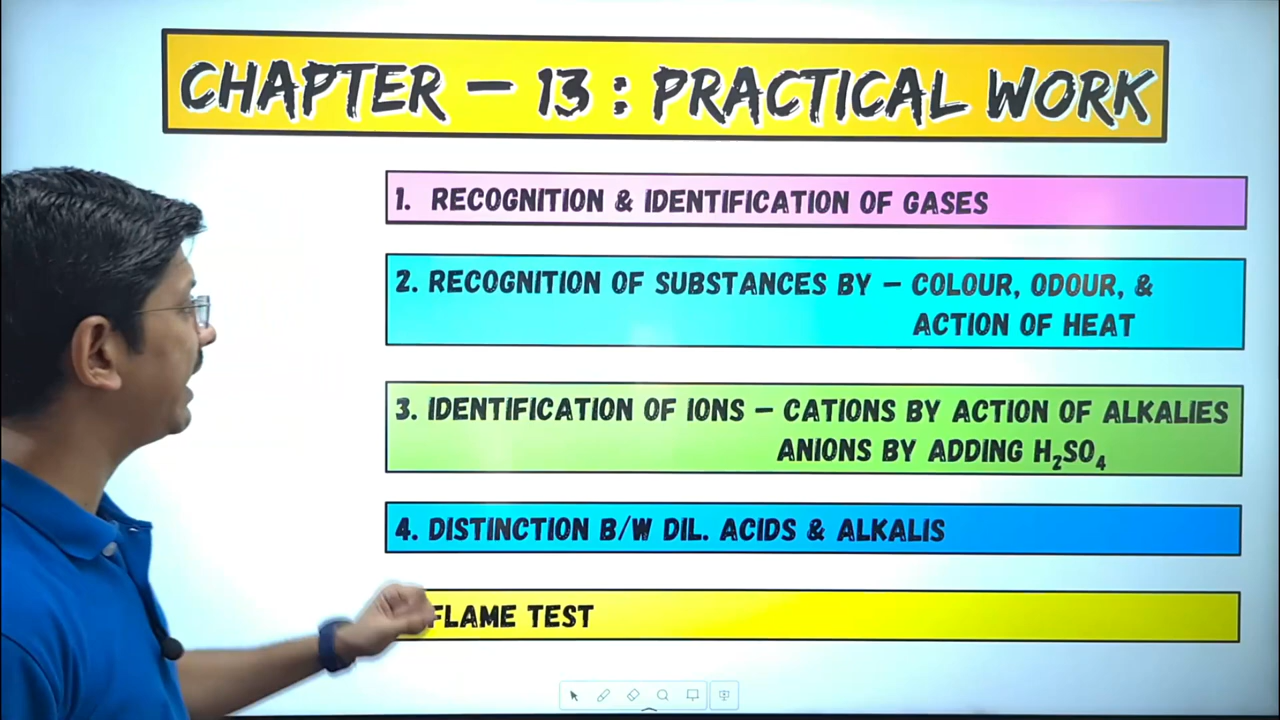 CHAPTER – 13 : PRACTICAL WORK
1. RECOGNITION & IDENTIFICATION OF GASES
2. RECOGNITION OF SUBSTANCES BY – COLOUR, ODOUR, &
ACTION OF HEAT
3. IDENTIFICATION OF IONS – CATIONS BY ACTION OF ALKALIES
ANIONS BY ADDING H₂SO₄
4. DISTINCTION B/W DIL. ACIDS & ALKALIS
FLAME TEST